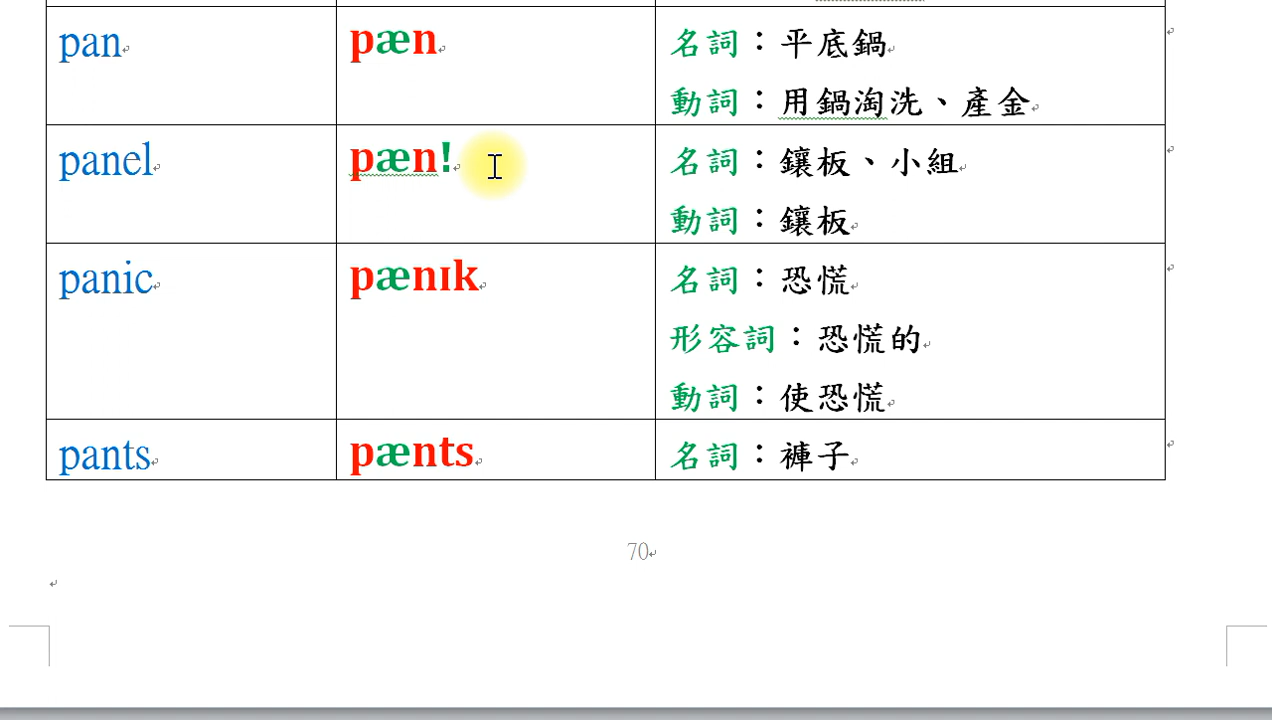 pan pæn 名詞：平底鍋
動詞：用鍋淘洗、產金
panel pæn! 名詞：鑲板、小組
動詞：鑲板
panic pænɪk 名詞：恐慌
形容詞：恐慌的
動詞：使恐慌
pants pænts 名詞：褲子
70